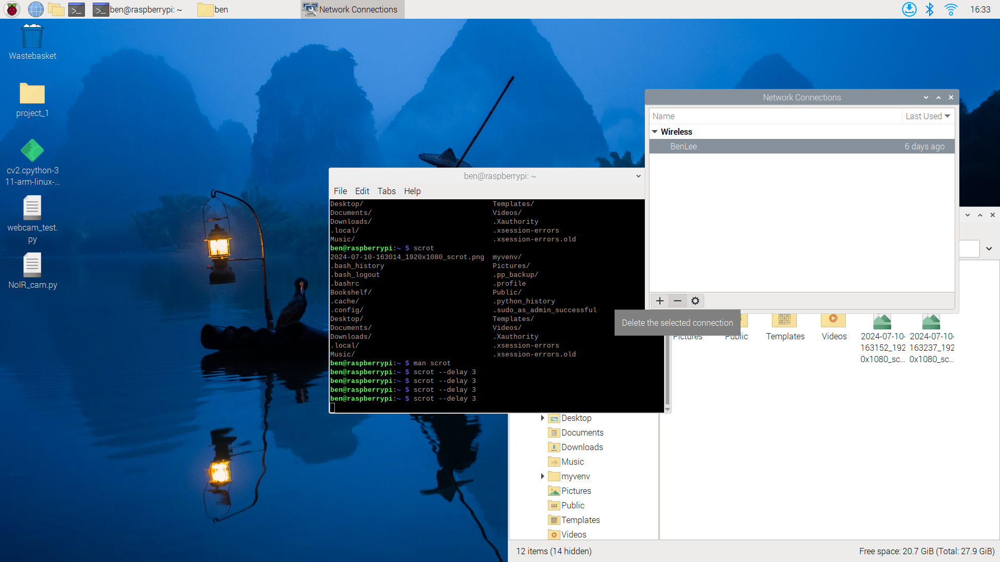 ben@raspberrypi: ~
ben
Network Connections
16:33
Wastebasket
project_1
cv2.cpython-3
11-arm-linux-...
webcam_test.
py
NoIR_cam.py
Network Connections
Name Last Used
Wireless
BenLee 6 days ago
Delete the selected connection
ben@raspberrypi: ~
File Edit Tabs Help
Desktop/ Templates/
Documents/ Videos/
Downloads/ .Xauthority
.local/ .xsession-errors
Music/ .xsession-errors.old
ben@raspberrypi:~ $ scrot
2024-07-10-163014_1920x1080_scrot.png myvenv/
.bash_history Pictures/
.bash_logout .pp_backup/
.bashrc .profile
Bookshelf/ Public/
.cache/ .python_history
.config/ .sudo_as_admin_successful
Desktop/ Templates/
Documents/ Videos/
Downloads/ .Xauthority
.local/ .xsession-errors
Music/ .xsession-errors.old
ben@raspberrypi:~ $ man scrot
ben@raspberrypi:~ $ scrot --delay 3
ben@raspberrypi:~ $ scrot --delay 3
ben@raspberrypi:~ $ scrot --delay 3
ben@raspberrypi:~ $ scrot --delay 3
Pictures
Public
Templates
Videos
2024-07-10-
163152_192
0x1080_sc...
2024-07-10-
163237_192
0x1080_sc...
Desktop
Documents
Downloads
Music
myvenv
Pictures
Public
Templates
Videos
12 items (14 hidden)
Free space: 20.7 GiB (Total: 27.9 GiB)